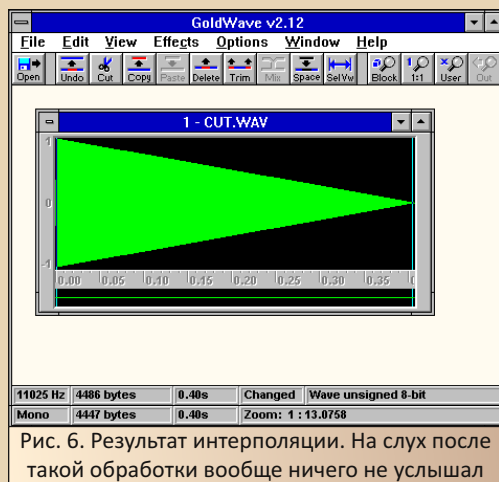 GoldWave v2.12
File Edit View Effects Options Window Help
Open Undo Cut Copy Paste Delete Trim Mix Space SelVw Block 1:1 User Out
1 - CUT.WAV
1
0
-1
0.00 0.05 0.10 0.15 0.20 0.25 0.30 0.35
11025 Hz 4486 bytes 0.40s Changed Wave unsigned 8-bit
Mono 4447 bytes 0.40s Zoom: 1 : 13.0758
Рис. 6. Результат интерполяции. На слух после
такой обработки вообще ничего не услышал